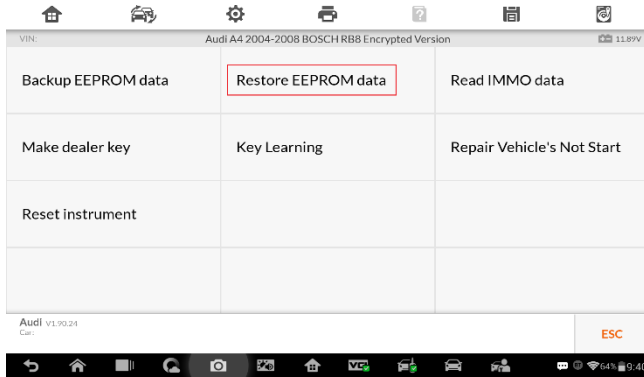 VIN: Audi A4 2004-2008 BOSCH RB8 Encrypted Version 11.89V
Backup EEPROM data Restore EEPROM data Read IMMO data
Make dealer key Key Learning Repair Vehicle's Not Start
Reset instrument
Audi V1.90.24
Car:
ESC
64% 9:40